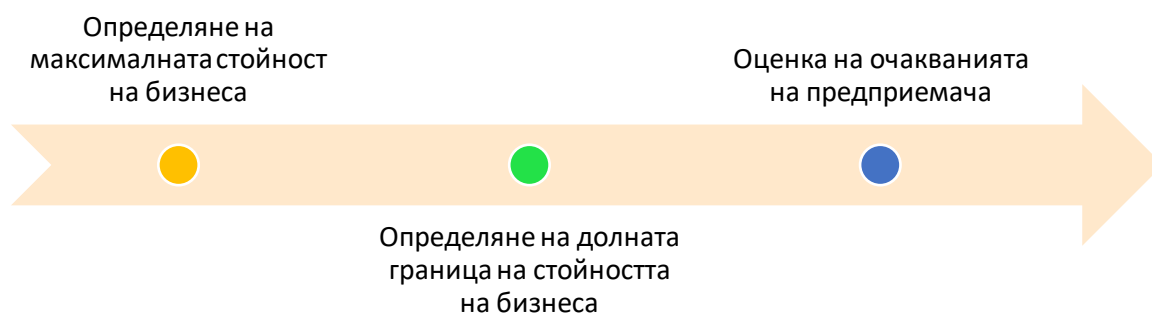 Определяне на
максималната стойност
на бизнеса
Определяне на долната
граница на стойността
на бизнеса
Оценка на очакванията
на предприемача